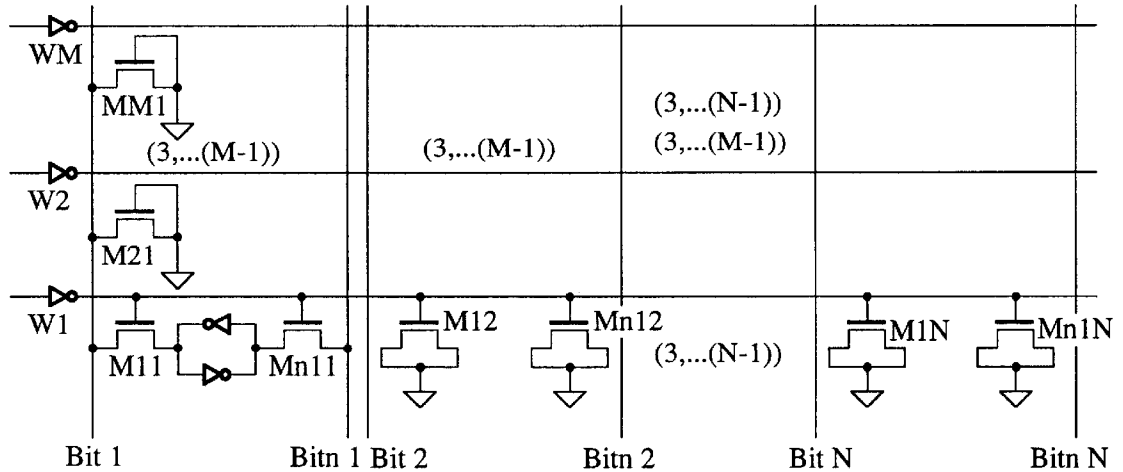 WM
MM1
(3,...(N-1))
(3,...(M-1))
(3,...(M-1))
(3,...(M-1))
W2
M21
W1
M12
Mn12
M1N
Mn1N
M11
Mn11
(3,...(N-1))
Bit 1
Bitn 1
Bit 2
Bitn 2
Bit N
Bitn N